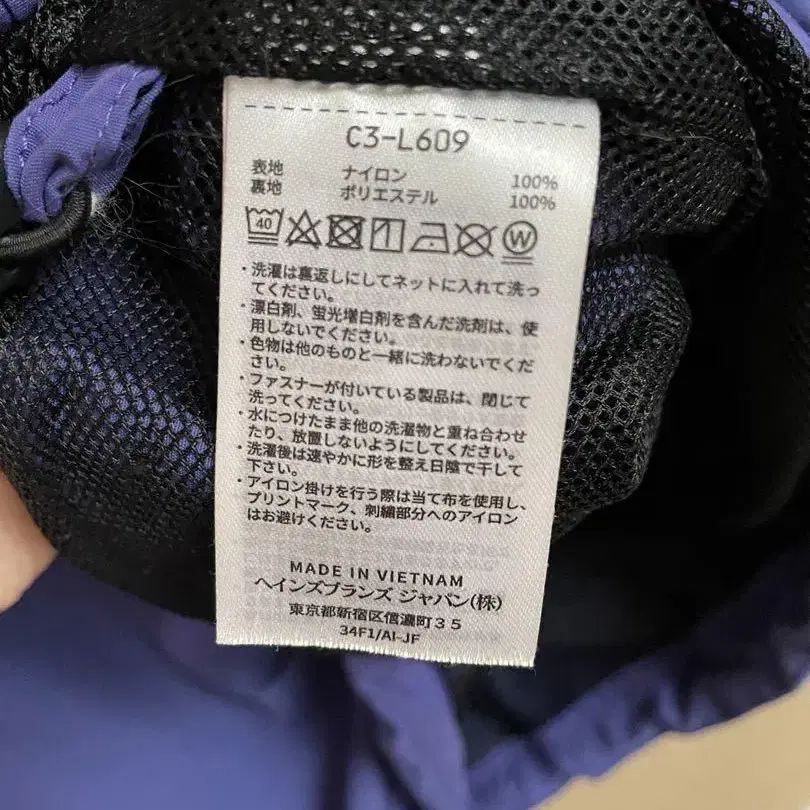 C3-L609
表地 ナイロン 100%
裏地 ポリエステル 100%
40 W
・洗濯は裏返しにしてネットに入れて洗っ
てください。
・漂白剤、蛍光増白剤を含んだ洗剤は、使
用しないでください。
・色物は他のものと一緒に洗わないでくだ
さい。
・ファスナーが付いている製品は、閉じて
洗ってください。
・水につけたまま他の洗濯物と重ね合わせ
たり、放置しないようにしてください。
・洗濯後は速やかに形を整え日陰で干して
下さい。
・アイロン掛けを行う際は当て布を使用し、
プリントマーク、刺繍部分へのアイロン
はお避けください。
MADE IN VIETNAM
ヘインズブランズ ジャパン(株)
東京都新宿区信濃町35
34F1/AI-JF